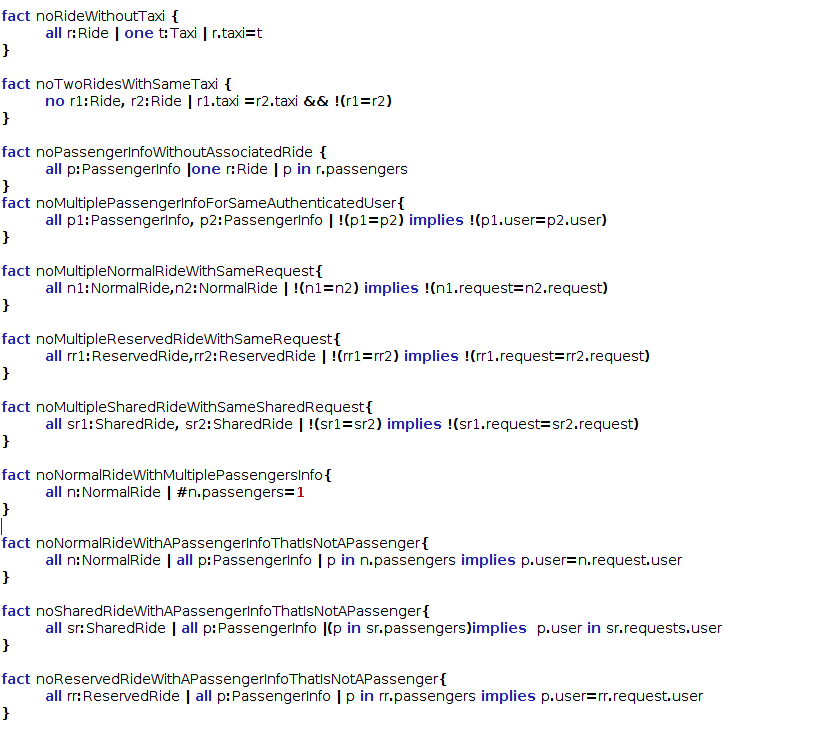 fact noRideWithoutTaxi {
all r:Ride | one t:Taxi | r.taxi=t
}
fact noTwoRidesWithSameTaxi {
no r1:Ride, r2:Ride | r1.taxi =r2.taxi && !(r1=r2)
}
fact noPassengerInfoWithoutAssociatedRide {
all p:PassengerInfo |one r:Ride | p in r.passengers
}
fact noMultiplePassengerInfoForSameAuthenticatedUser{
all p1:PassengerInfo, p2:PassengerInfo | !(p1=p2) implies !(p1.user=p2.user)
}
fact noMultipleNormalRideWithSameRequest{
all n1:NormalRide,n2:NormalRide | !(n1=n2) implies !(n1.request=n2.request)
}
fact noMultipleReservedRideWithSameRequest{
all rr1:ReservedRide,rr2:ReservedRide | !(rr1=rr2) implies !(rr1.request=rr2.request)
}
fact noMultipleSharedRideWithSameSharedRequest{
all sr1:SharedRide, sr2:SharedRide | !(sr1=sr2) implies !(sr1.request=sr2.request)
}
fact noNormalRideWithMultiplePassengersInfo{
all n:NormalRide | #n.passengers=1
}
fact noNormalRideWithAPassengerInfoThatIsNotAPassenger{
all n:NormalRide | all p:PassengerInfo | p in n.passengers implies p.user=n.request.user
}
fact noSharedRideWithAPassengerInfoThatIsNotAPassenger{
all sr:SharedRide | all p:PassengerInfo |(p in sr.passengers)implies  p.user in sr.requests.user
}
fact noReservedRideWithAPassengerInfoThatIsNotAPassenger{
all rr:ReservedRide | all p:PassengerInfo | p in rr.passengers implies p.user=rr.request.user
}